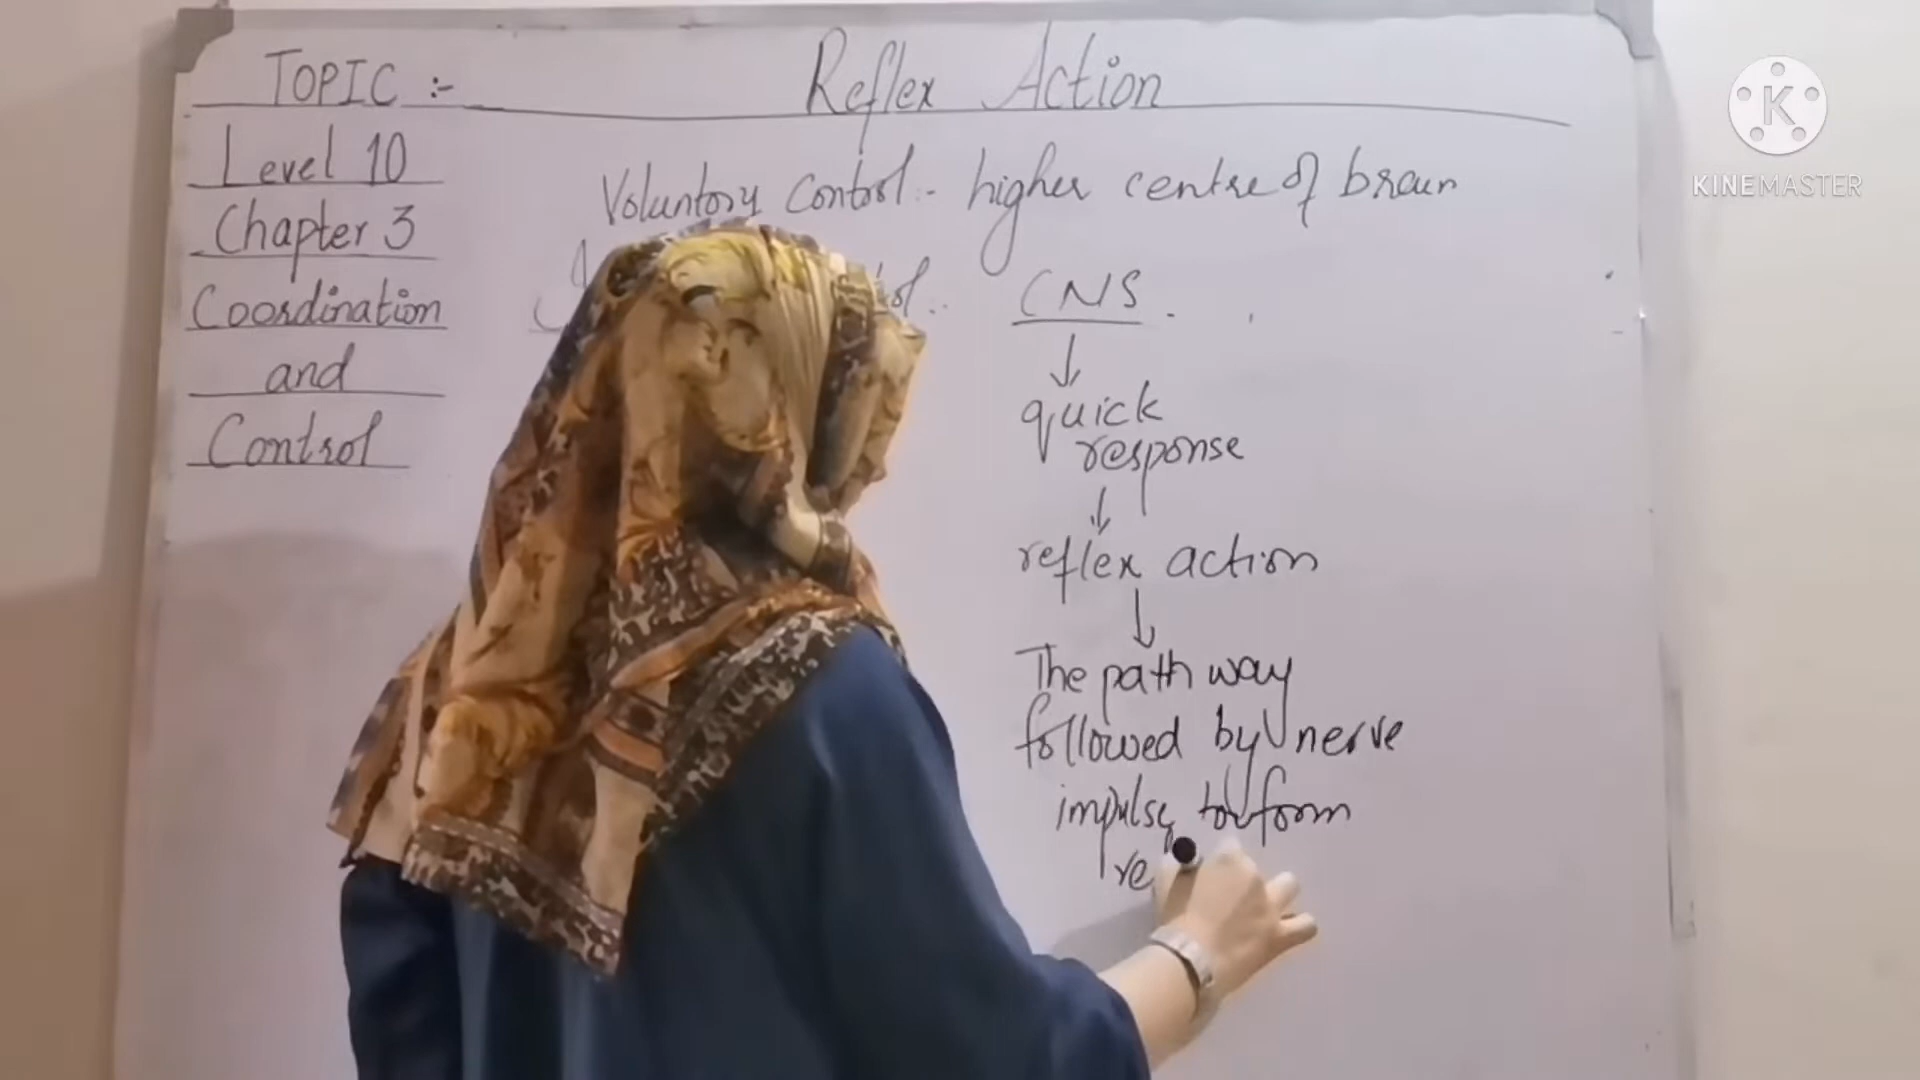 TOPIC :- Reflex Action
Level 10
Chapter 3
Coordination
and
Control
Voluntory Control :- higher centre of brain
CNS.
quick
response
reflex action
The path way
followed by nerve
impulse to form
re
KINEMASTER